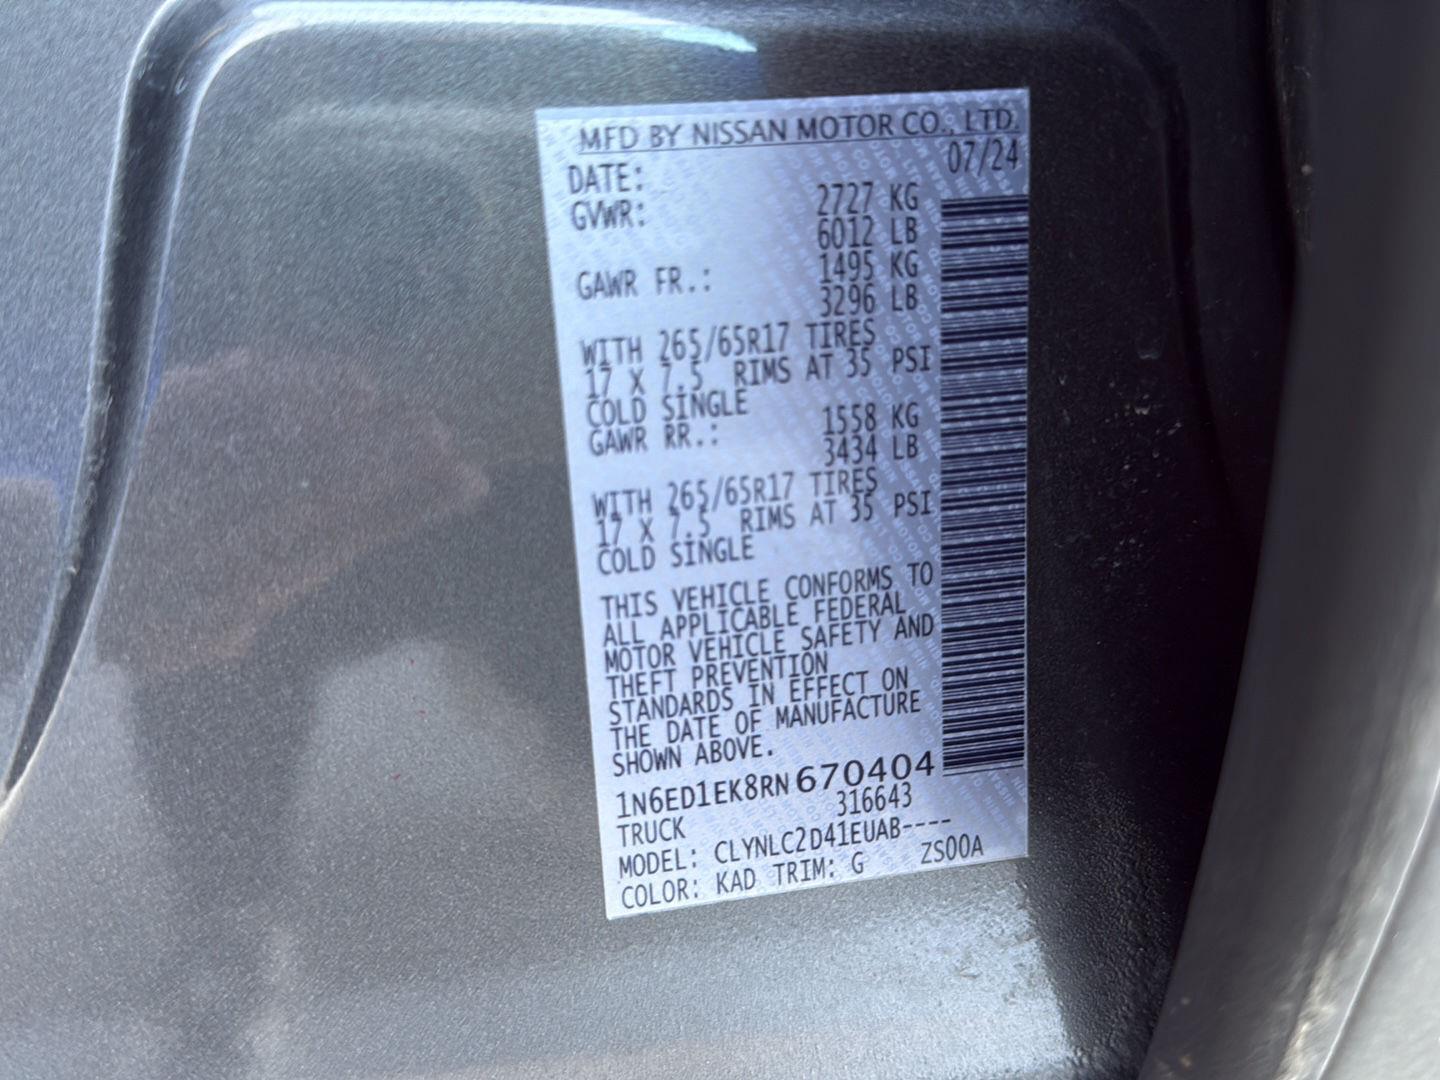 MFD BY NISSAN MOTOR CO., LTD.
DATE: 07/24
GVWR: 2727 KG
6012 LB
GAWR FR.: 1495 KG
3296 LB
WITH 265/65R17 TIRES
17 X 7.5 RIMS AT 35 PSI
COLD SINGLE
GAWR RR.: 1558 KG
3434 LB
WITH 265/65R17 TIRES
17 X 7.5 RIMS AT 35 PSI
COLD SINGLE
THIS VEHICLE CONFORMS TO
ALL APPLICABLE FEDERAL
MOTOR VEHICLE SAFETY AND
THEFT PREVENTION
STANDARDS IN EFFECT ON
THE DATE OF MANUFACTURE
SHOWN ABOVE.
1N6ED1EK8RN670404
TRUCK 316643
MODEL: CLYNLC2D41EUAB----
COLOR: KAD TRIM: G ZS00A